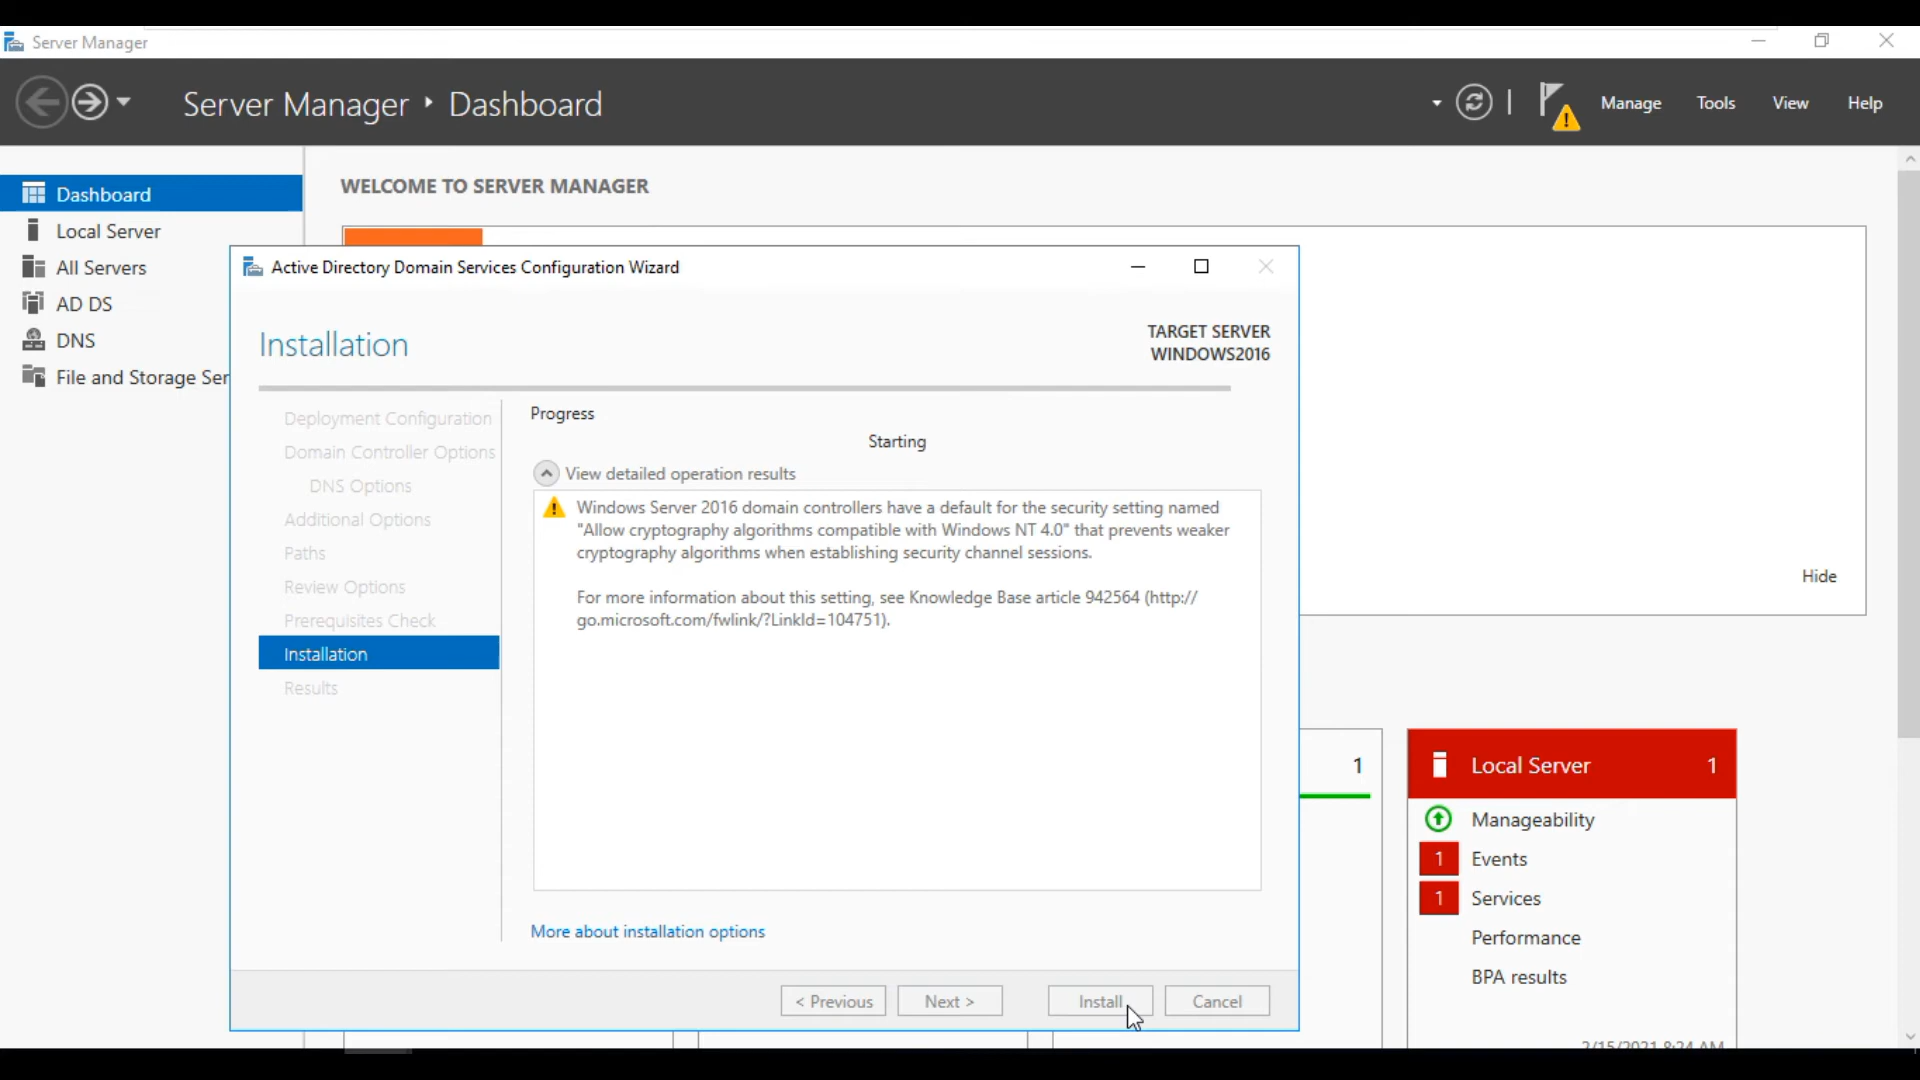 Server Manager
Server Manager ‣ Dashboard
Manage
Tools
View
Help
Dashboard
Local Server
All Servers
AD DS
DNS
File and Storage Ser
WELCOME TO SERVER MANAGER
Hide
Active Directory Domain Services Configuration Wizard
Installation
TARGET SERVER
WINDOWS2016
Deployment Configuration
Domain Controller Options
DNS Options
Additional Options
Paths
Review Options
Prerequisites Check
Installation
Results
Progress
Starting
View detailed operation results
Windows Server 2016 domain controllers have a default for the security setting named
"Allow cryptography algorithms compatible with Windows NT 4.0" that prevents weaker
cryptography algorithms when establishing security channel sessions.
For more information about this setting, see Knowledge Base article 942564 (http://
go.microsoft.com/fwlink/?LinkId=104751).
More about installation options
< Previous
Next >
Install
Cancel
1
Local Server 1
Manageability
1 Events
1 Services
Performance
BPA results
2/15/2021 8:24 AM